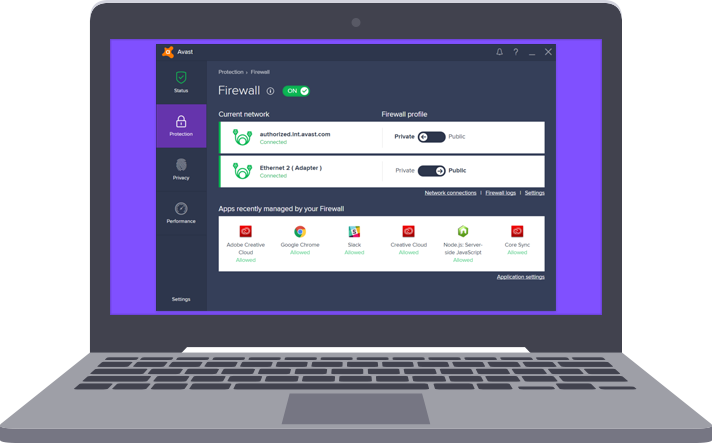 Avast
?
Status
Protection
Privacy
Performance
Settings
Protection › Firewall
Firewall ON
Current network Firewall profile
authorized.int.avast.com
Connected
Private Public
Ethernet 2 ( Adapter )
Connected
Private Public
Network connections | Firewall logs | Settings
Apps recently managed by your Firewall
Adobe Creative
Cloud
Allowed
Google Chrome
Allowed
Slack
Allowed
Creative Cloud
Allowed
Node.js: Server-
side JavaScript
Allowed
Core Sync
Allowed
Application settings